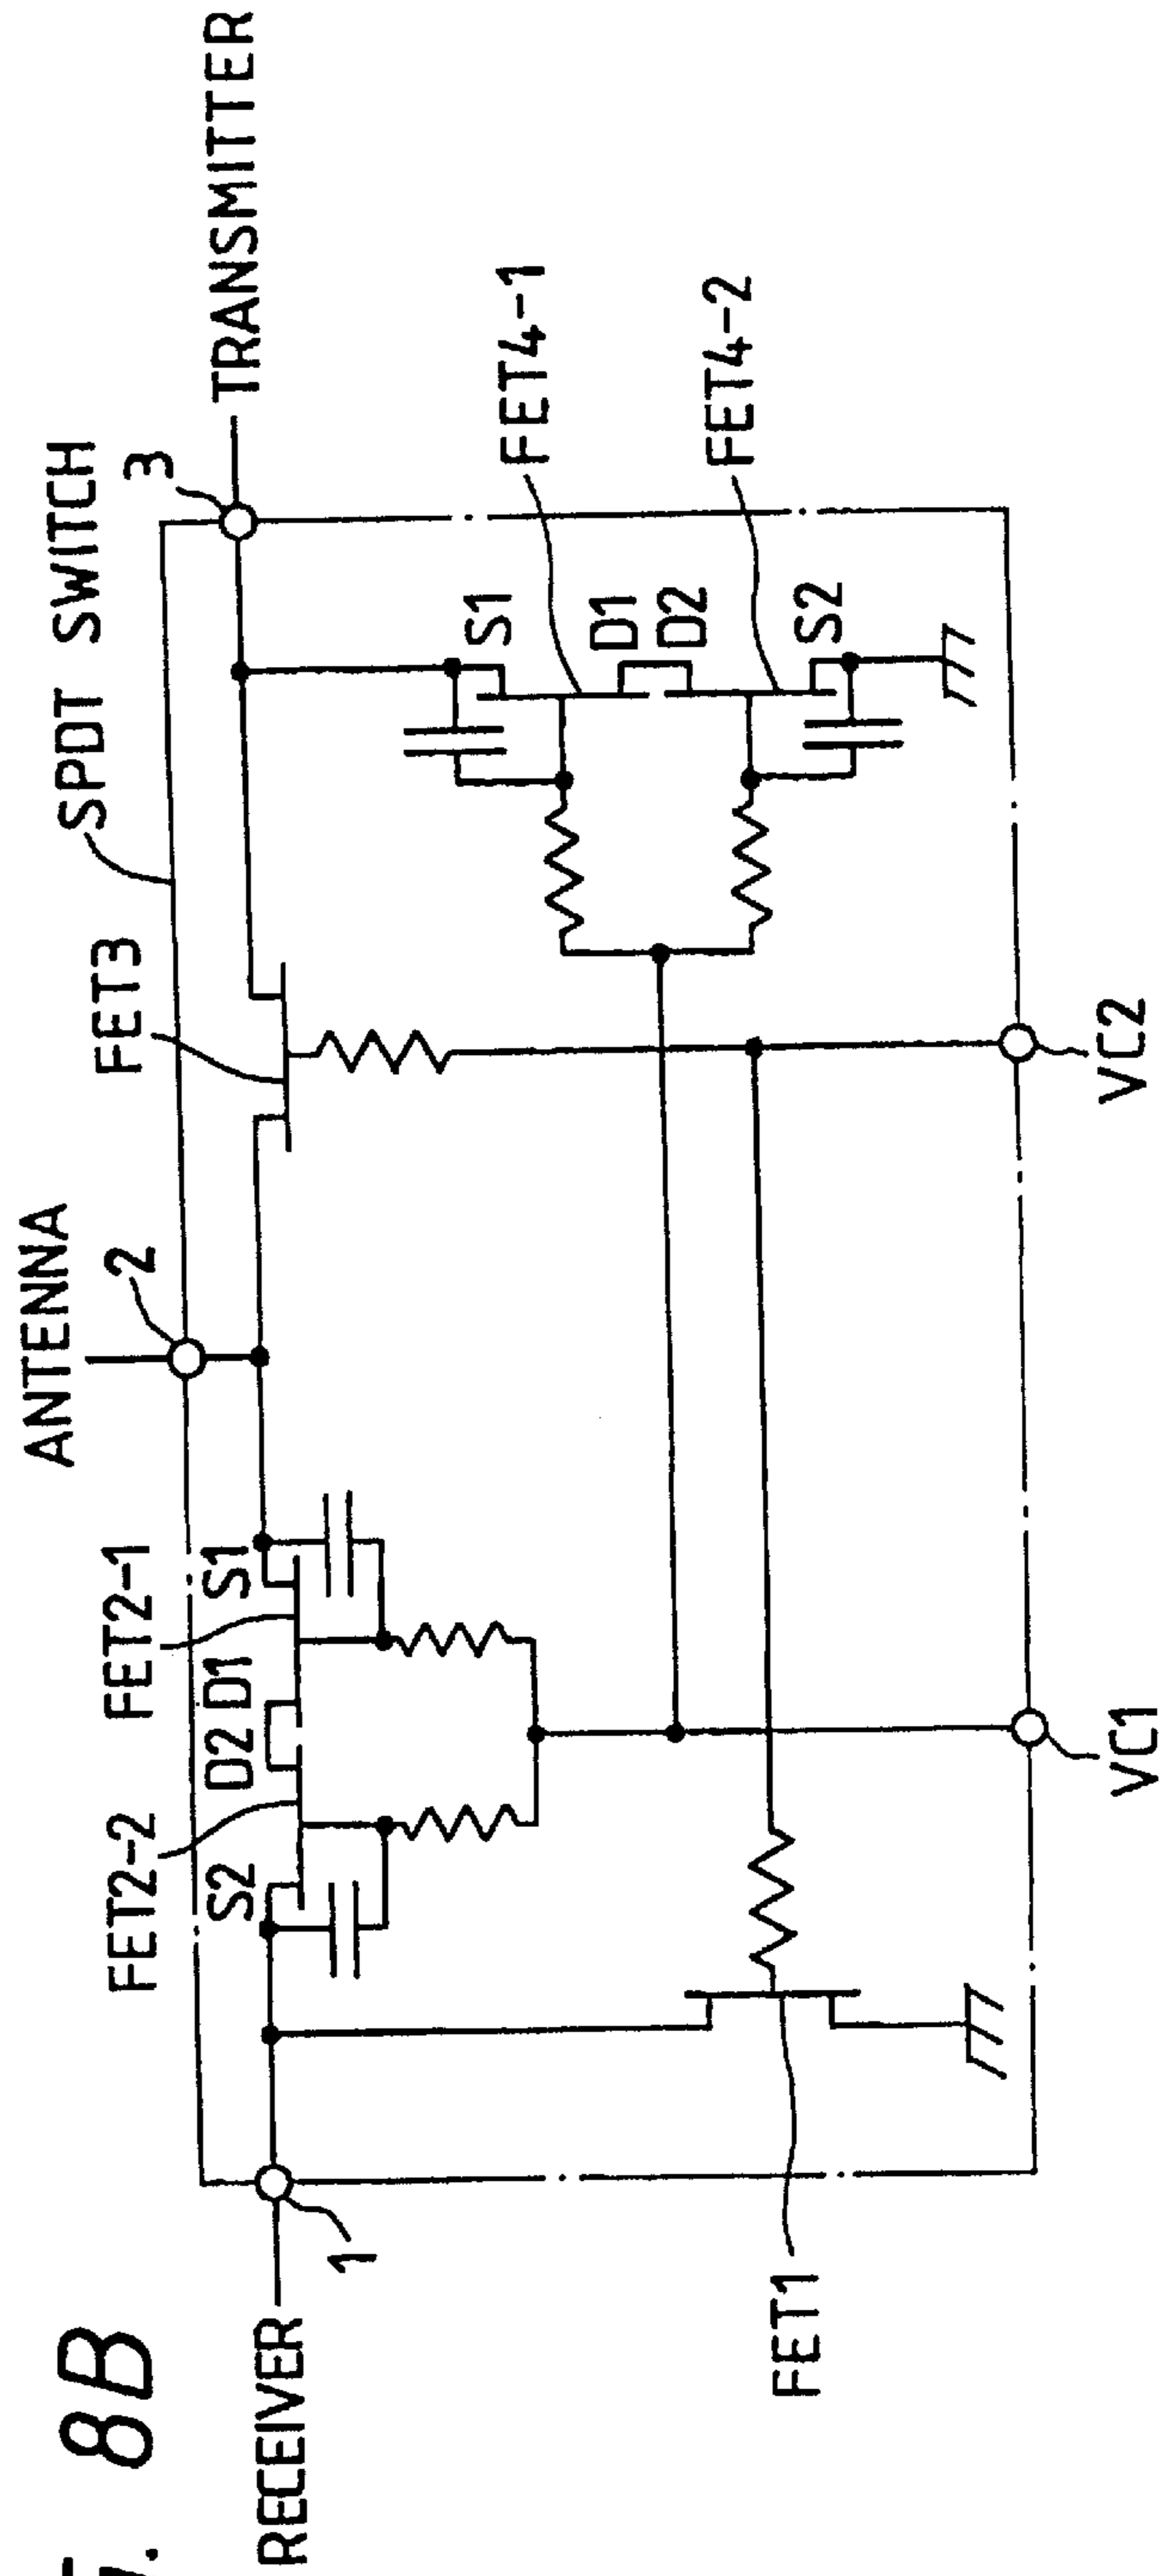 8B
ANTENNA
SPDT SWITCH
2
3
FET2-2
FET2-1
FET3
TRANSMITTER
RECEIVER
1
S2
D2
D1
S1
S1
D1
D2
S2
FET4-1
FET4-2
FET1
VC1
VC2